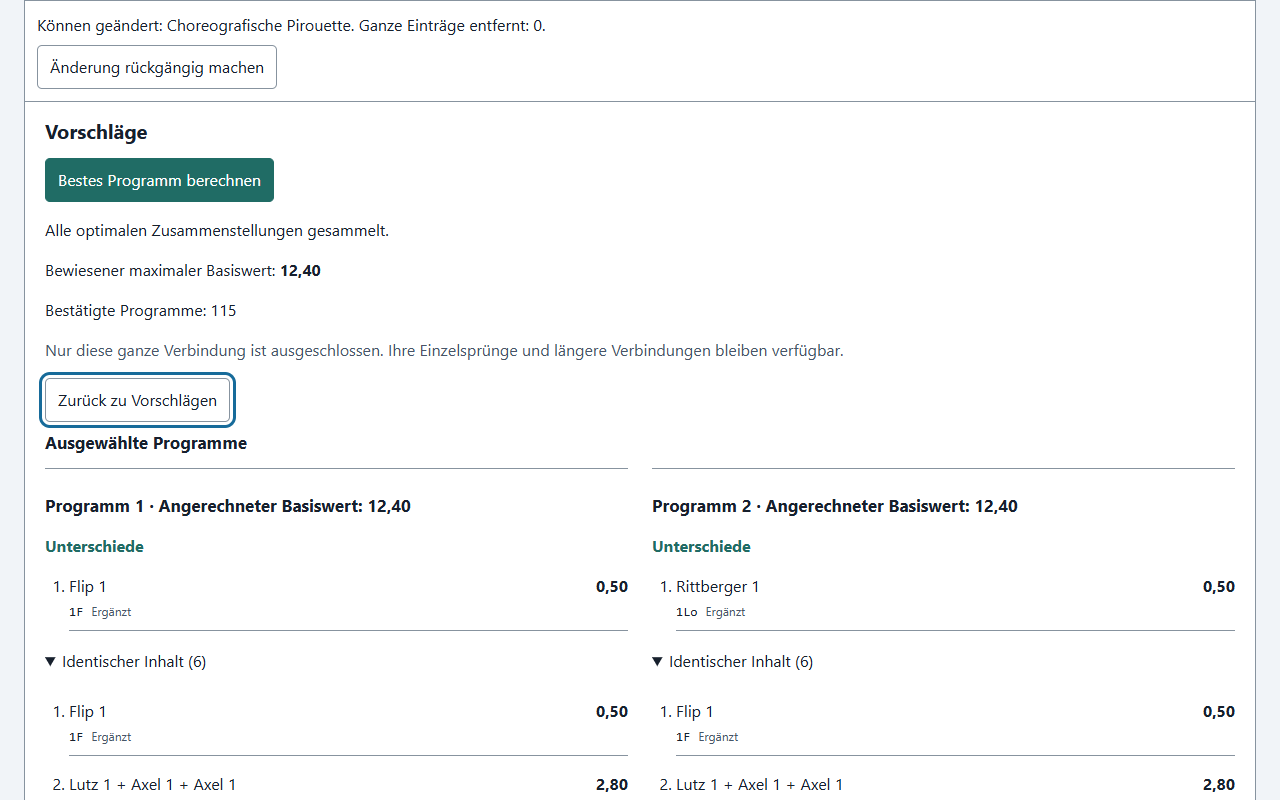 Können geändert: Choreografische Pirouette. Ganze Einträge entfernt: 0.
Änderung rückgängig machen
Vorschläge
Bestes Programm berechnen
Alle optimalen Zusammenstellungen gesammelt.
Bewiesener maximaler Basiswert: 12,40
Bestätigte Programme: 115
Nur diese ganze Verbindung ist ausgeschlossen. Ihre Einzelsprünge und längere Verbindungen bleiben verfügbar.
Zurück zu Vorschlägen
Ausgewählte Programme
Programm 1 · Angerechneter Basiswert: 12,40
Unterschiede
1. Flip 1 0,50
1F Ergänzt
▼ Identischer Inhalt (6)
1. Flip 1 0,50
1F Ergänzt
2. Lutz 1 + Axel 1 + Axel 1 2,80
Programm 2 · Angerechneter Basiswert: 12,40
Unterschiede
1. Rittberger 1 0,50
1Lo Ergänzt
▼ Identischer Inhalt (6)
1. Flip 1 0,50
1F Ergänzt
2. Lutz 1 + Axel 1 + Axel 1 2,80